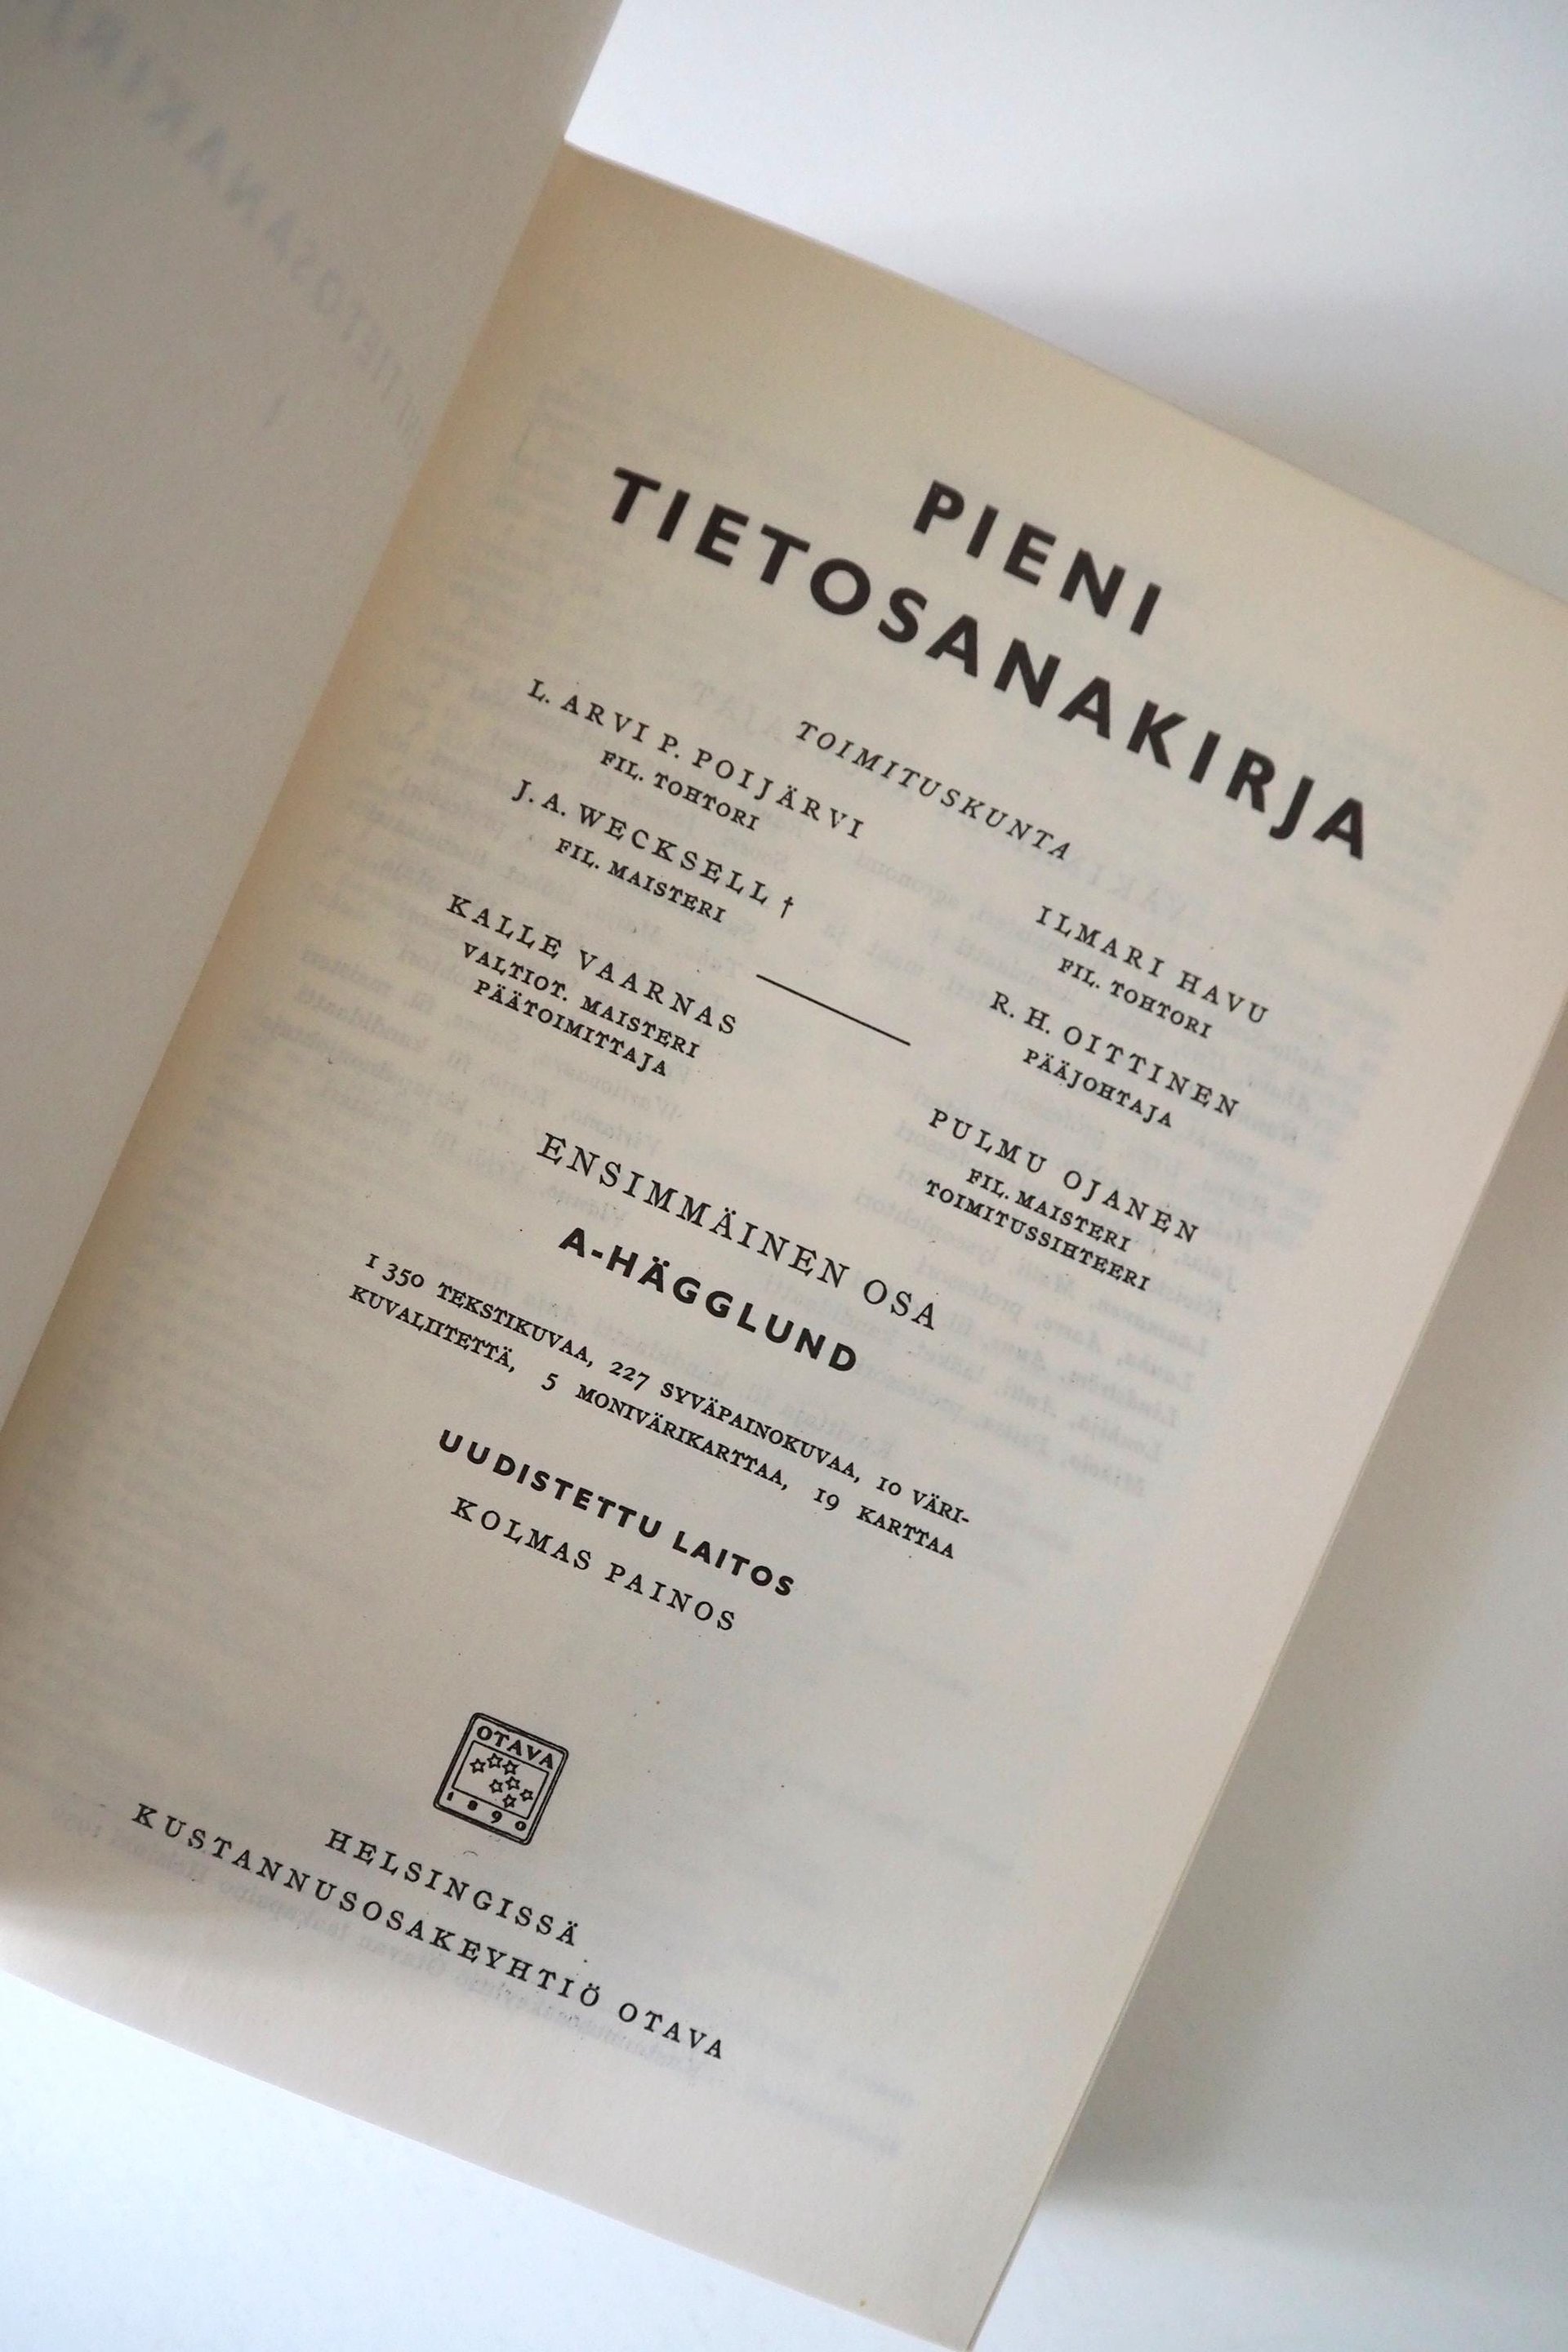 PIENI
TIETOSANAKIRJA
TOIMITUSKUNTA
L. ARVI P. POIJÄRVI
FIL. TOHTORI
J. A. WECKSELL †
FIL. MAISTERI
ILMARI HAVU
FIL. TOHTORI
R. H. OITTINEN
PÄÄJOHTAJA
KALLE VAARNAS
VALTIOT. MAISTERI
PÄÄTOIMITTAJA
PULMU OJANEN
FIL. MAISTERI
TOIMITUSSIHTEERI
ENSIMMÄINEN OSA
A-HÄGGLUND
1 350 TEKSTIKUVAA, 227 SYVÄPAINOKUVAA, 10 VÄRI-
KUVALIITETTÄ, 5 MONIVÄRIKARTTAA, 19 KARTTAA
UUDISTETTU LAITOS
KOLMAS PAINOS
OTAVA
1890
HELSINGISSÄ
KUSTANNUSOSAKEYHTIÖ OTAVA